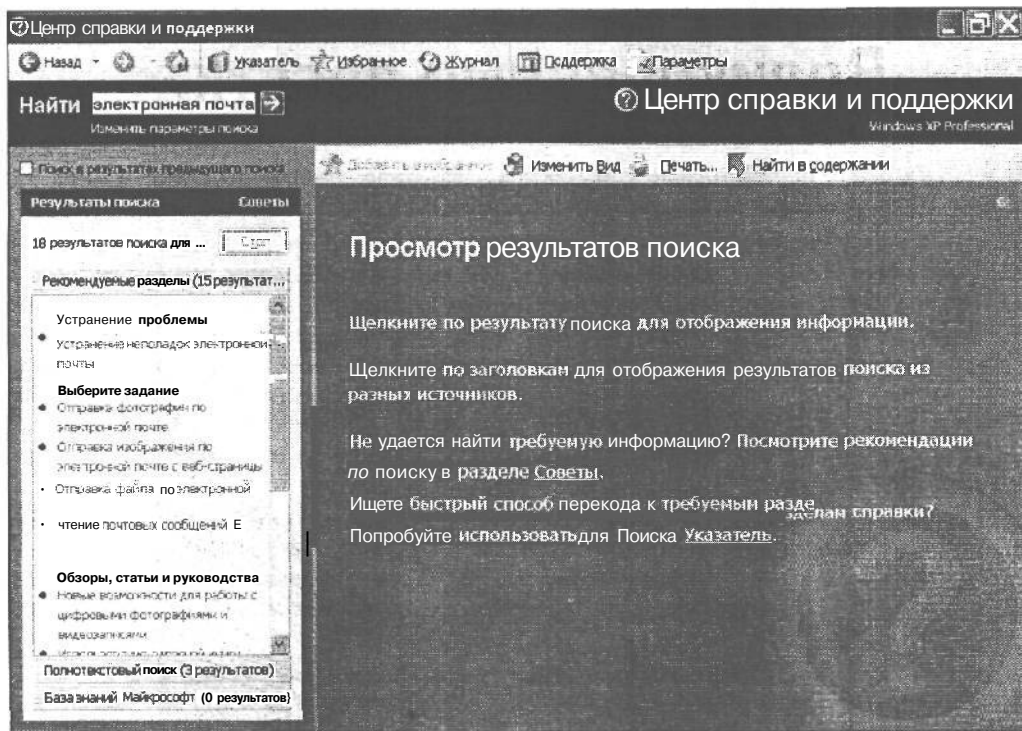 Центр справки и поддержки
Назад Указатель Избранное Журнал Поддержка Параметры
Найти электронная почта
Изменить параметры поиска
Центр справки и поддержки
Windows XP Professional
Поиск в результатах предыдущего поиска
Изменить Вид Печать... Найти в содержании
Результаты поиска Советы
18 результатов поиска для ...
Рекомендуемые разделы (15 результат...
Устранение проблемы
Устранение неполадок электронной
почты
Выберите задание
Отправка фотографии по
электронной почте
Отправка изображения по
электронной почте с веб-страницы
Отправка файла по электронной
чтение почтовых сообщений Е
Обзоры, статьи и руководства
Новые возможности для работы с
цифровыми фотографиями и
видеозаписями
Полнотекстовый поиск (3 результатов)
База знаний Майкрософт (0 результатов)
Просмотр результатов поиска
Щелкните по результату поиска для отображения информации.
Щелкните по заголовкам для отображения результатов поиска из
разных источников.
Не удается найти требуемую информацию? Посмотрите рекомендации
по поиску в разделе Советы.
Ищете быстрый способ перекода к требуемым разде
зделам справки?
Попробуйте использовать для Поиска Указатель.